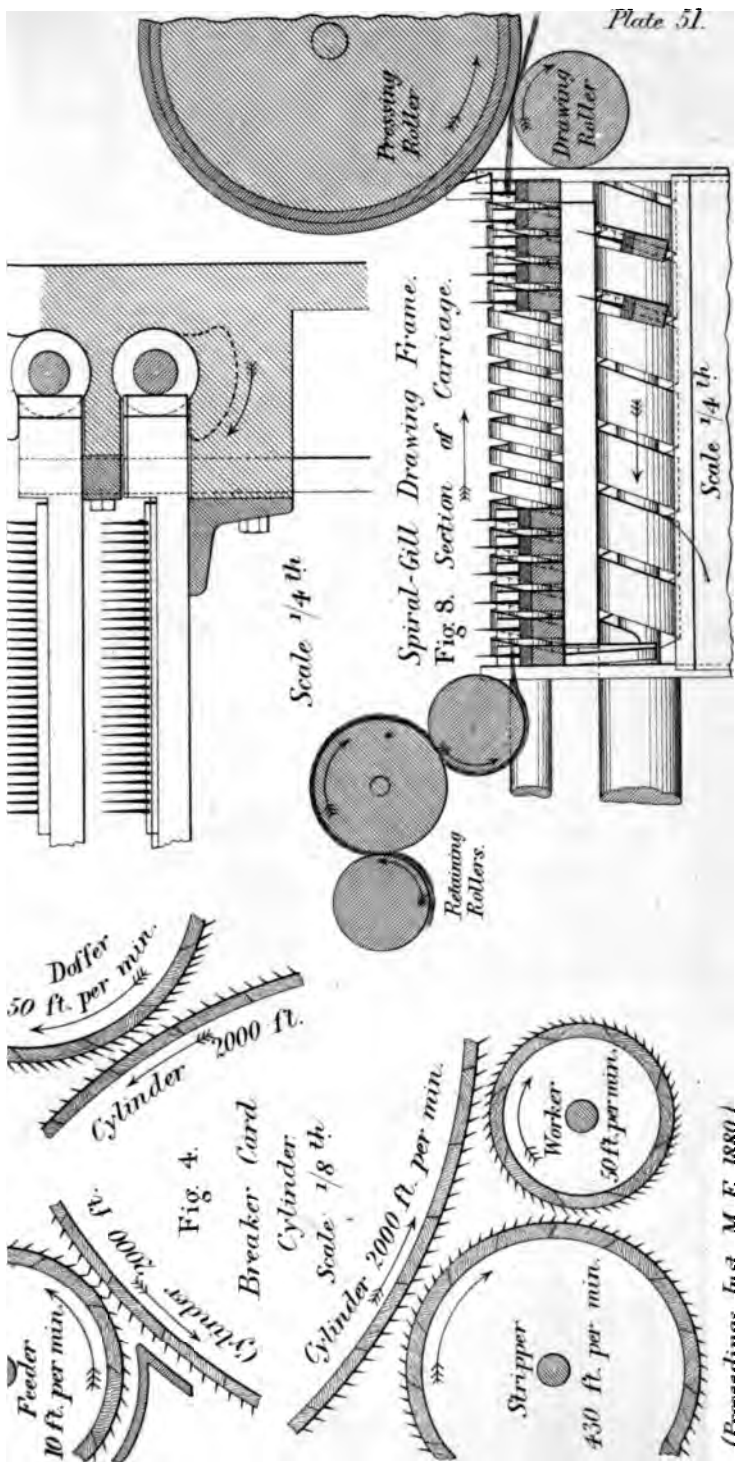 Plate 51.
Pressing
Roller
Drawing
Roller
Spiral-Gill Drawing Frame.
Fig. 8. Section of Carriage.
Scale 1/4 th
Scale 1/4 th
Retaining
Rollers.
Doffer
50 ft. per min.
Cylinder 2000 ft.
Fig. 4.
Breaker Card
Cylinder
Scale 1/8 th
Feeder
10 ft. per min.
Cylinder 2000 ft.
Cylinder 2000 ft. per min.
Worker
50 ft. per min.
Stripper
430 ft. per min.
(Proceedings Inst. M. E. 1880.)